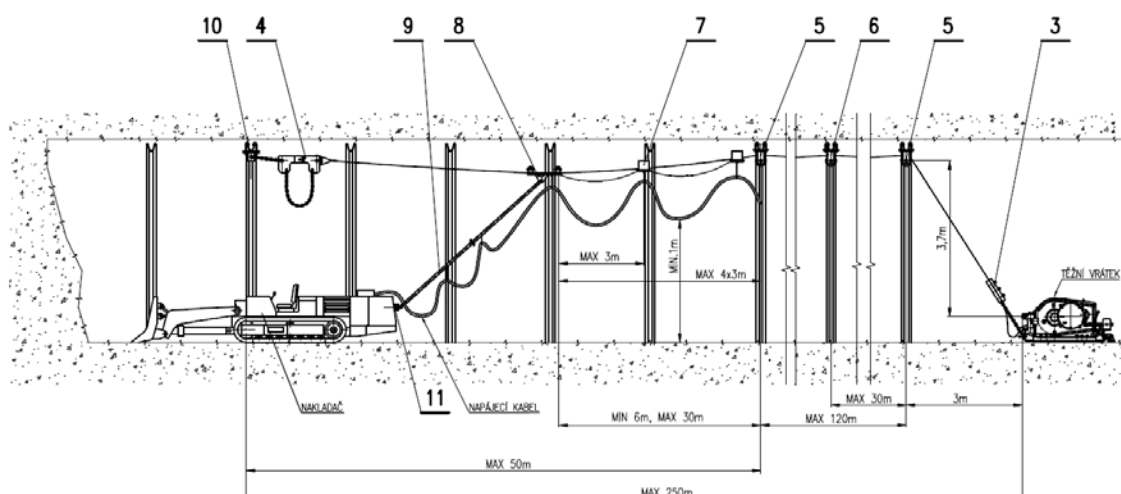 10 4 9 8 7 5 6 5 3
3,7m
MIN.1m
TĚŽNÍ VRÁTEK
MAX 3m
MAX 4x3m
NAKLADAČ
11
NAPÁJECÍ KABEL
MAX 30m
3m
MIN 6m, MAX 30m
MAX 120m
MAX 50m
MAX 250m